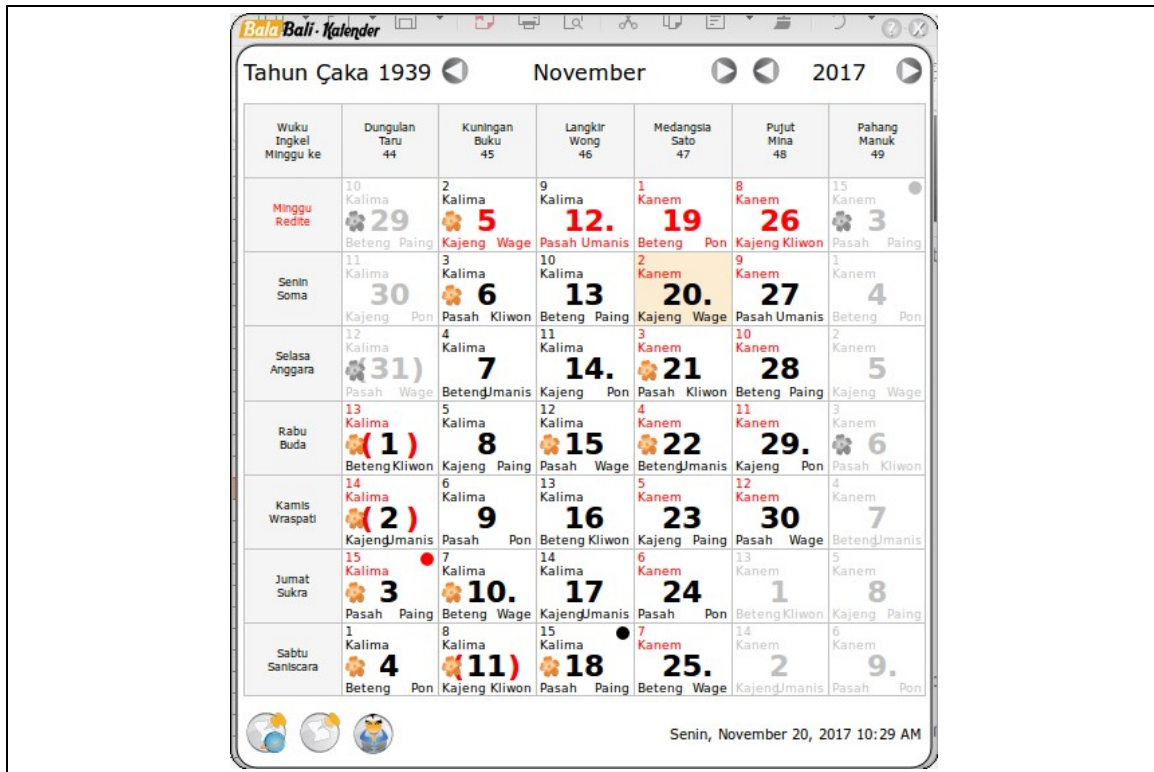 Bala Bali - Kalender
Tahun Çaka 1939 November 2017
Wuku Dungulan Kuningan Langkir Medangsia Pujut Pahang
Ingkel Taru Buku Wong Sato Mina Manuk
Minggu ke 44 45 46 47 48 49
10 2 9 1 8 15
Kalima Kalima Kalima Kanem Kanem Kanem
Minggu
Redite
29 5 12. 19 26 3
Beteng Paing Kajeng Wage Pasah Umanis Beteng Pon Kajeng Kliwon Pasah Paing
11 3 10 2 9 1
Kalima Kalima Kalima Kanem Kanem Kanem
Senin
Soma
30 6 13 20. 27 4
Kajeng Pon Pasah Kliwon Beteng Paing Kajeng Wage Pasah Umanis Beteng Pon
12 4 11 3 10 2
Kalima Kalima Kalima Kanem Kanem Kanem
Selasa
Anggara
(31) 7 14. 21 28 5
Pasah Wage Beteng Umanis Kajeng Pon Pasah Kliwon Beteng Paing Kajeng Wage
13 5 12 4 11 3
Kalima Kalima Kalima Kanem Kanem Kanem
Rabu
Buda
(1) 8 15 22 29. 6
Beteng Kliwon Kajeng Paing Pasah Wage Beteng Umanis Kajeng Pon Pasah Kliwon
14 6 13 5 12 4
Kalima Kalima Kalima Kanem Kanem Kanem
Kamis
Wraspati
(2) 9 16 23 30 7
Kajeng Umanis Pasah Pon Beteng Kliwon Kajeng Paing Pasah Wage Beteng Umanis
15 7 14 6 13 5
Kalima Kalima Kalima Kanem Kanem Kanem
Jumat
Sukra
3 10. 17 24 1 8
Pasah Paing Beteng Wage Kajeng Umanis Pasah Pon Beteng Kliwon Kajeng Paing
1 8 15 7 14 6
Kalima Kalima Kalima Kanem Kanem Kanem
Sabtu
Saniscara
4 (11) 18 25. 2 9.
Beteng Pon Kajeng Kliwon Pasah Paing Beteng Wage Kajeng Umanis Pasah Pon
Senin, November 20, 2017 10:29 AM